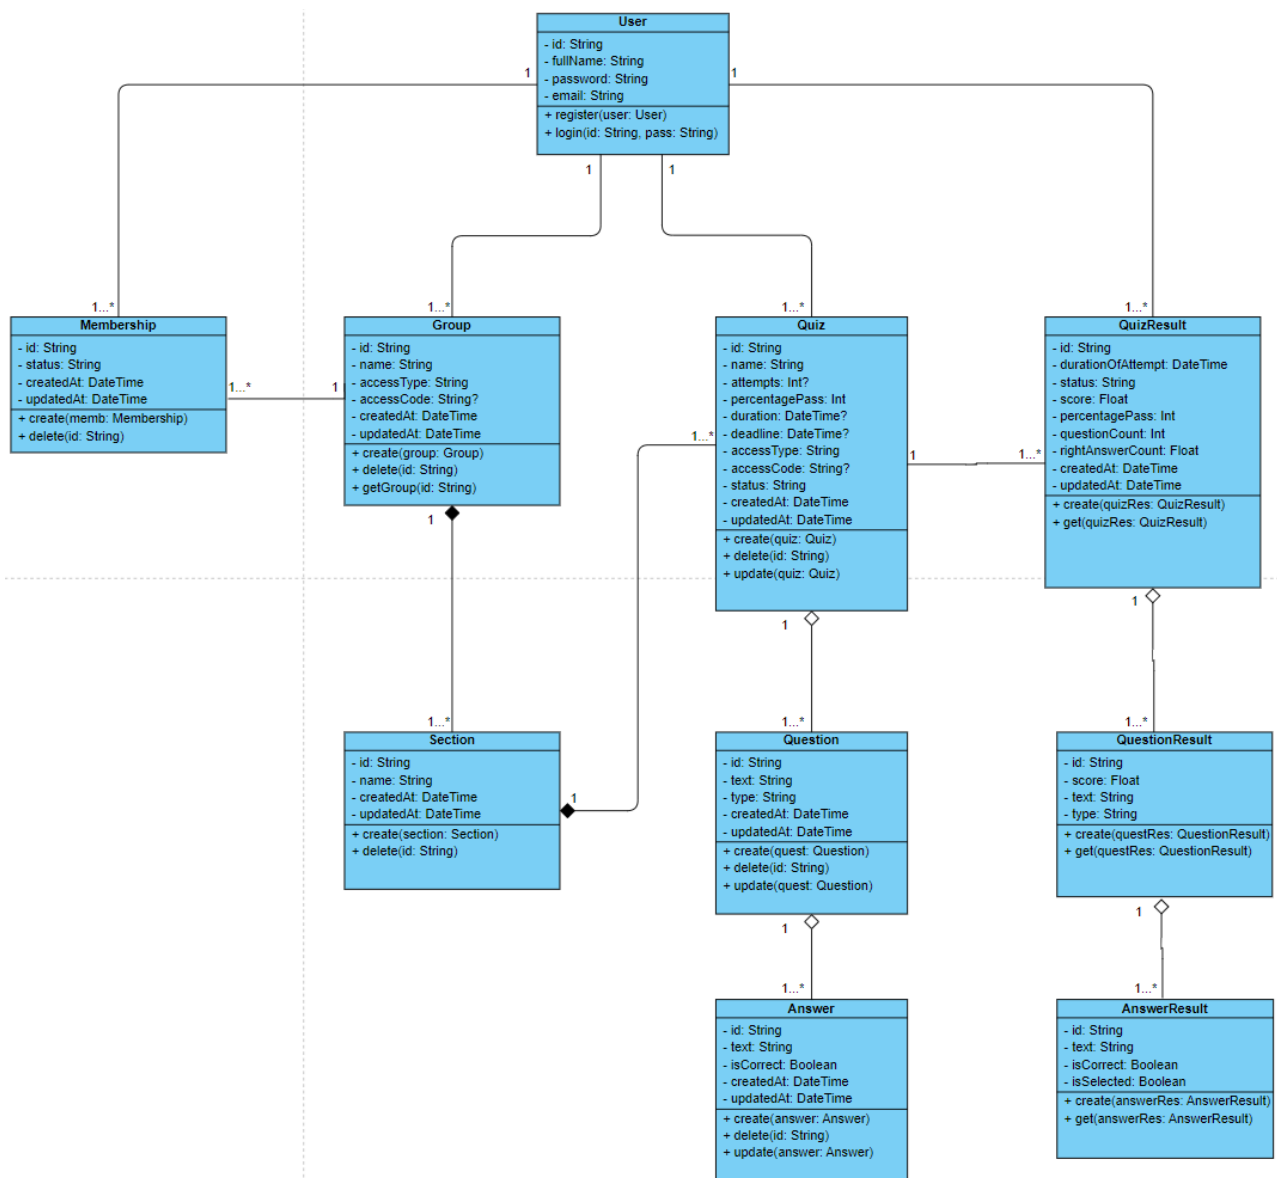 User
- id: String
- fullName: String
- password: String
- email: String
+ register(user: User)
+ login(id: String, pass: String)
1
1
1
1
1...*
1...*
1...*
1...*
Membership
- id: String
- status: String
- createdAt: DateTime
- updatedAt: DateTime
+ create(memb: Membership)
+ delete(id: String)
1...*
1
Group
- id: String
- name: String
- accessType: String
- accessCode: String?
- createdAt: DateTime
- updatedAt: DateTime
+ create(group: Group)
+ delete(id: String)
+ getGroup(id: String)
1
1...*
Quiz
- id: String
- name: String
- attempts: Int?
- percentagePass: Int
- duration: DateTime?
- deadline: DateTime?
- accessType: String
- accessCode: String?
- status: String
- createdAt: DateTime
- updatedAt: DateTime
+ create(quiz: Quiz)
+ delete(id: String)
+ update(quiz: Quiz)
1
1...*
1
QuizResult
- id: String
- durationOfAttempt: DateTime
- status: String
- score: Float
- percentagePass: Int
- questionCount: Int
- rightAnswerCount: Float
- createdAt: DateTime
- updatedAt: DateTime
+ create(quizRes: QuizResult)
+ get(quizRes: QuizResult)
1
1...*
Section
- id: String
- name: String
- createdAt: DateTime
- updatedAt: DateTime
+ create(section: Section)
+ delete(id: String)
1
1...*
Question
- id: String
- text: String
- type: String
- createdAt: DateTime
- updatedAt: DateTime
+ create(quest: Question)
+ delete(id: String)
+ update(quest: Question)
1
1...*
QuestionResult
- id: String
- score: Float
- text: String
- type: String
+ create(questRes: QuestionResult)
+ get(questRes: QuestionResult)
1
1...*
Answer
- id: String
- text: String
- isCorrect: Boolean
- createdAt: DateTime
- updatedAt: DateTime
+ create(answer: Answer)
+ delete(id: String)
+ update(answer: Answer)
1...*
AnswerResult
- id: String
- text: String
- isCorrect: Boolean
- isSelected: Boolean
+ create(answerRes: AnswerResult)
+ get(answerRes: AnswerResult)